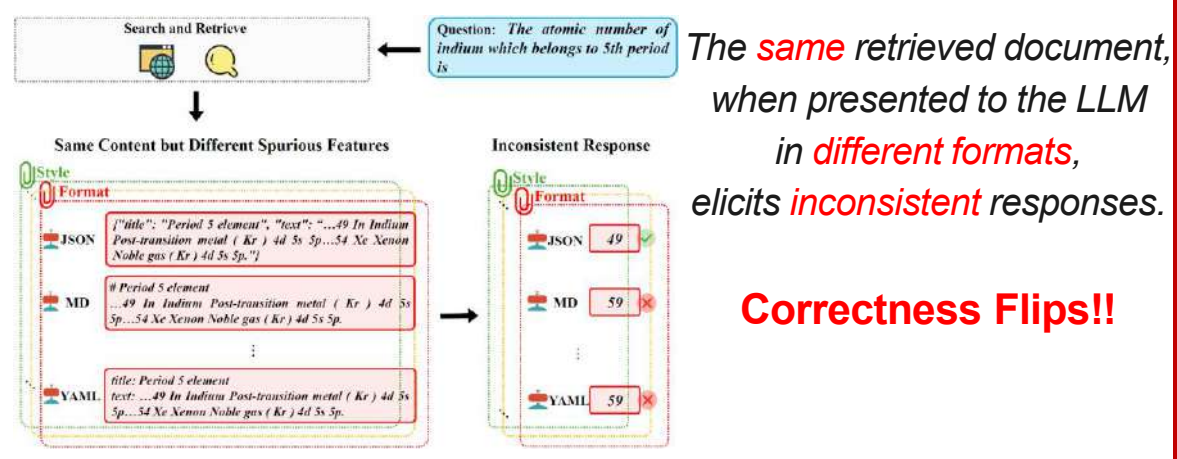 Search and Retrieve
Question: The atomic number of
indium which belongs to 5th period
is
The same retrieved document,
when presented to the LLM
in different formats,
elicits inconsistent responses.
Correctness Flips!!
Same Content but Different Spurious Features
Style
Format
JSON
{"title": "Period 5 element", "text": "...49 In Indium
Post-transition metal ( Kr ) 4d 5s 5p...54 Xe Xenon
Noble gas ( Kr ) 4d 5s 5p."}
MD
# Period 5 element
...49 In Indium Post-transition metal ( Kr ) 4d 5s
5p...54 Xe Xenon Noble gas ( Kr ) 4d 5s 5p.
⋮
YAML
title: Period 5 element
text: ...49 In Indium Post-transition metal ( Kr ) 4d 5s
5p...54 Xe Xenon Noble gas ( Kr ) 4d 5s 5p.
Inconsistent Response
Style
Format
JSON 49
MD 59
⋮
YAML 59